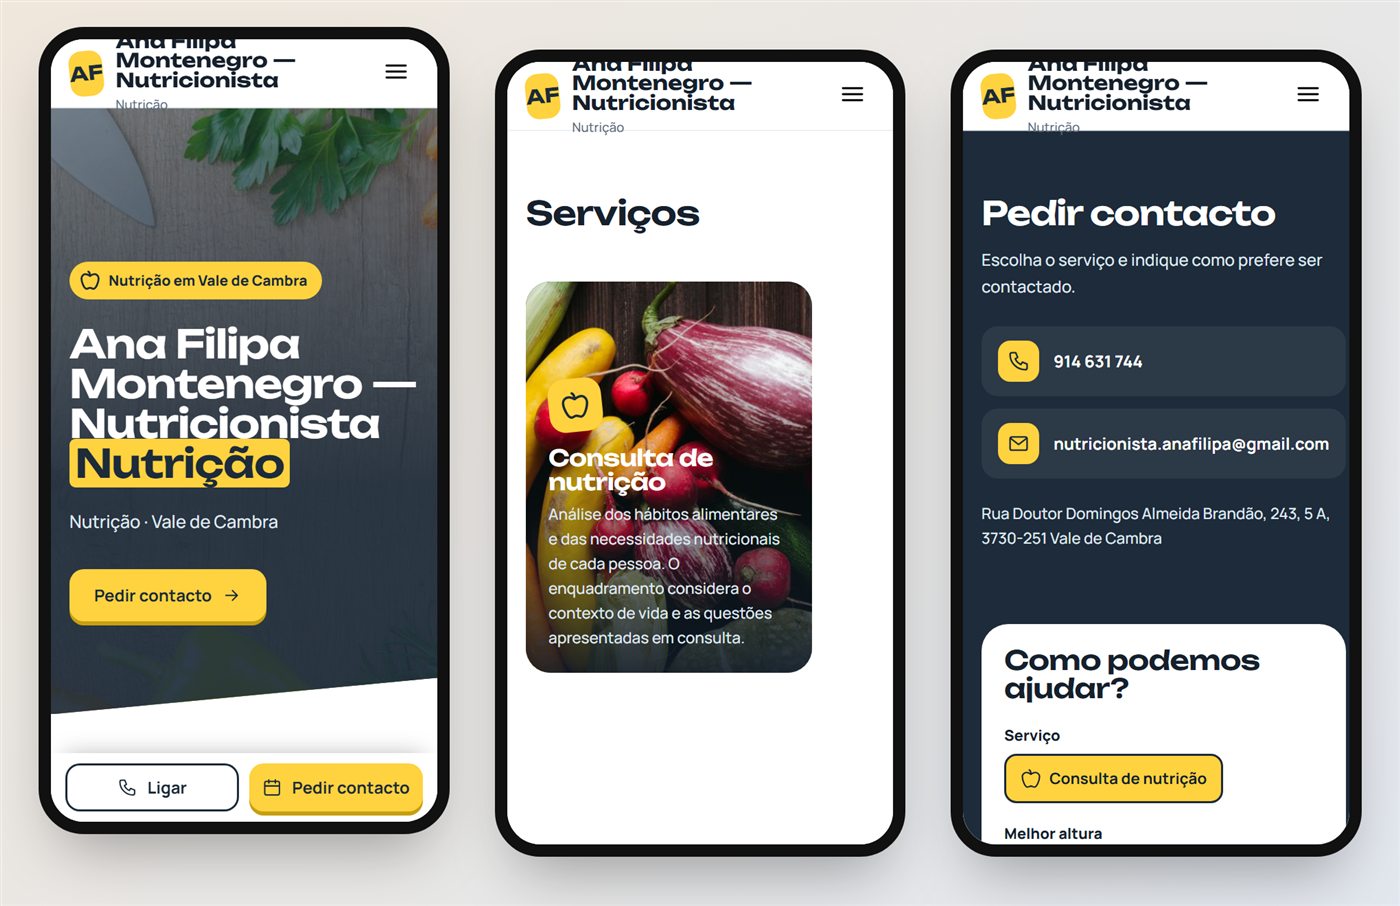 AF
Ana Filipa
Montenegro —
Nutricionista
Nutrição
Nutrição em Vale de Cambra
Ana Filipa
Montenegro —
Nutricionista
Nutrição
Nutrição · Vale de Cambra
Pedir contacto
Ligar
Pedir contacto
AF
Ana Filipa
Montenegro —
Nutricionista
Nutrição
Serviços
Consulta de
nutrição
Análise dos hábitos alimentares
e das necessidades nutricionais
de cada pessoa. O
enquadramento considera o
contexto de vida e as questões
apresentadas em consulta.
AF
Ana Filipa
Montenegro —
Nutricionista
Nutrição
Pedir contacto
Escolha o serviço e indique como prefere ser
contactado.
914 631 744
nutricionista.anafilipa@gmail.com
Rua Doutor Domingos Almeida Brandão, 243, 5 A,
3730-251 Vale de Cambra
Como podemos
ajudar?
Serviço
Consulta de nutrição
Melhor altura